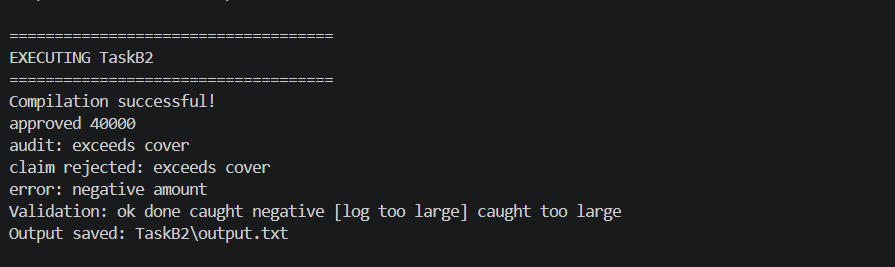 ====================================
EXECUTING TaskB2
====================================
Compilation successful!
approved 40000
audit: exceeds cover
claim rejected: exceeds cover
error: negative amount
Validation: ok done caught negative [log too large] caught too large
Output saved: TaskB2\output.txt